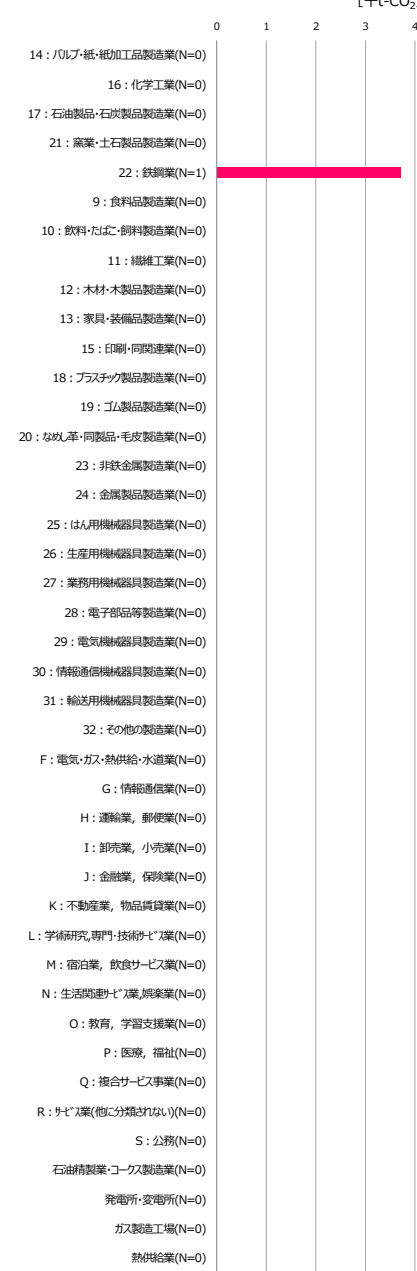 [千t-CO2
0 1 2 3 4
14：パルプ・紙・紙加工品製造業(N=0)
16：化学工業(N=0)
17：石油製品・石炭製品製造業(N=0)
21：窯業・土石製品製造業(N=0)
22：鉄鋼業(N=1)
9：食料品製造業(N=0)
10：飲料・たばこ・飼料製造業(N=0)
11：繊維工業(N=0)
12：木材・木製品製造業(N=0)
13：家具・装備品製造業(N=0)
15：印刷・同関連業(N=0)
18：プラスチック製品製造業(N=0)
19：ゴム製品製造業(N=0)
20：なめし革・同製品・毛皮製造業(N=0)
23：非鉄金属製造業(N=0)
24：金属製品製造業(N=0)
25：はん用機械器具製造業(N=0)
26：生産用機械器具製造業(N=0)
27：業務用機械器具製造業(N=0)
28：電子部品等製造業(N=0)
29：電気機械器具製造業(N=0)
30：情報通信機械器具製造業(N=0)
31：輸送用機械器具製造業(N=0)
32：その他の製造業(N=0)
F：電気・ガス・熱供給・水道業(N=0)
G：情報通信業(N=0)
H：運輸業，郵便業(N=0)
I：卸売業，小売業(N=0)
J：金融業，保険業(N=0)
K：不動産業，物品賃貸業(N=0)
L：学術研究,専門・技術ｻｰﾋﾞｽ業(N=0)
M：宿泊業，飲食サービス業(N=0)
N：生活関連ｻｰﾋﾞｽ業,娯楽業(N=0)
O：教育，学習支援業(N=0)
P：医療，福祉(N=0)
Q：複合サービス事業(N=0)
R：ｻｰﾋﾞｽ業(他に分類されない)(N=0)
S：公務(N=0)
石油精製業・コークス製造業(N=0)
発電所・変電所(N=0)
ガス製造工場(N=0)
熱供給業(N=0)